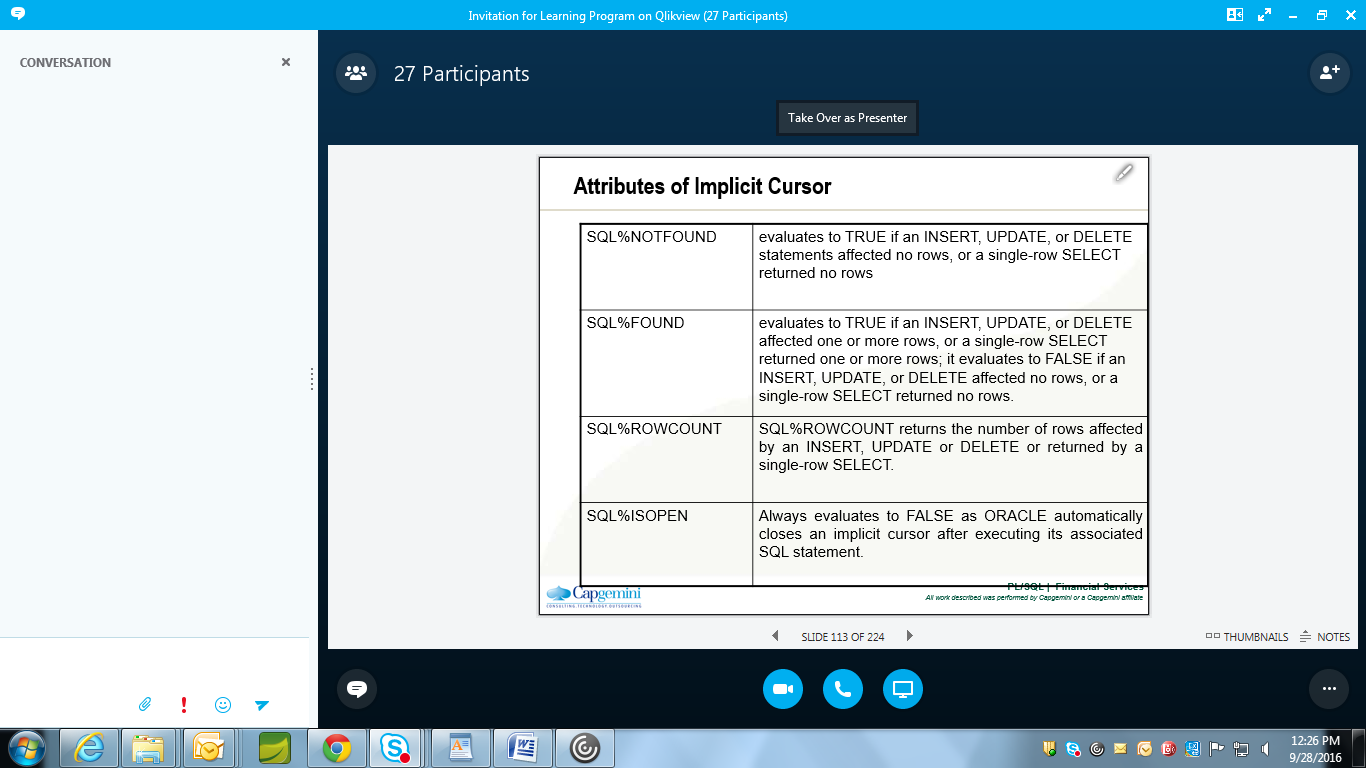 Invitation for Learning Program on Qlikview (27 Participants)
CONVERSATION
27 Participants
Take Over as Presenter
Attributes of Implicit Cursor
SQL%NOTFOUND
evaluates to TRUE if an INSERT, UPDATE, or DELETE
statements affected no rows, or a single-row SELECT
returned no rows
SQL%FOUND
evaluates to TRUE if an INSERT, UPDATE, or DELETE
affected one or more rows, or a single-row SELECT
returned one or more rows; it evaluates to FALSE if an
INSERT, UPDATE, or DELETE affected no rows, or a
single-row SELECT returned no rows.
SQL%ROWCOUNT
SQL%ROWCOUNT returns the number of rows affected
by an INSERT, UPDATE or DELETE or returned by a
single-row SELECT.
SQL%ISOPEN
Always evaluates to FALSE as ORACLE automatically
closes an implicit cursor after executing its associated
SQL statement.
Capgemini
CONSULTING.TECHNOLOGY.OUTSOURCING
PL/SQL | Financial Services
All work described was performed by Capgemini or a Capgemini affiliate
SLIDE 113 OF 224
THUMBNAILS
NOTES
12:26 PM
9/28/2016